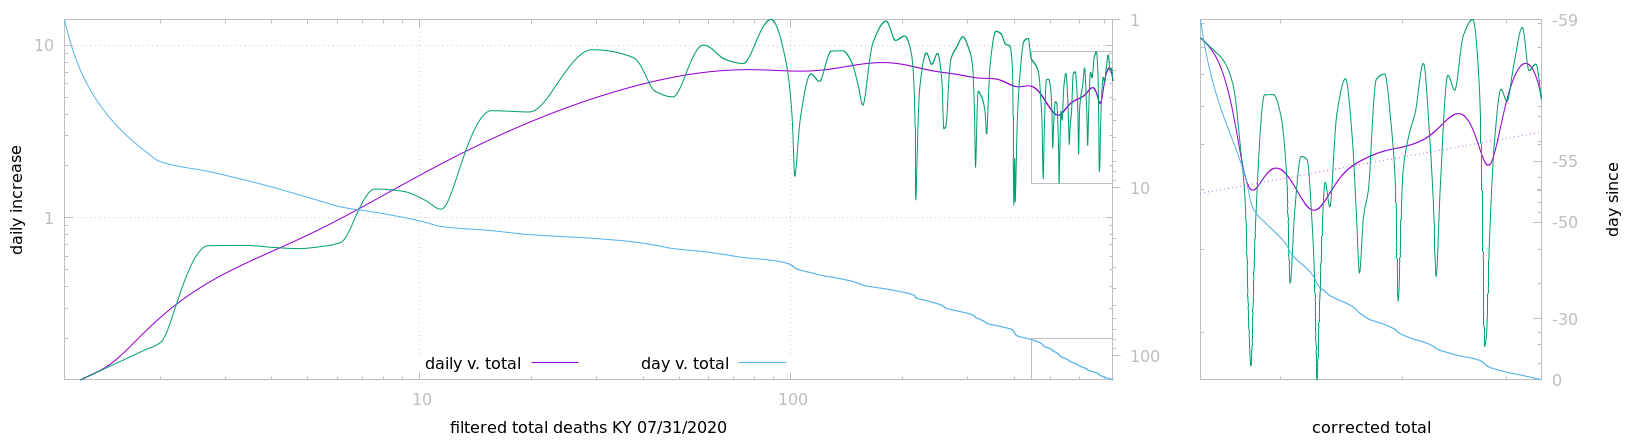 10
1
daily increase
10
100
filtered total deaths KY 07/31/2020
daily v. total
day v. total
1
10
100
-59
-55
-50
-30
0
day since
corrected total